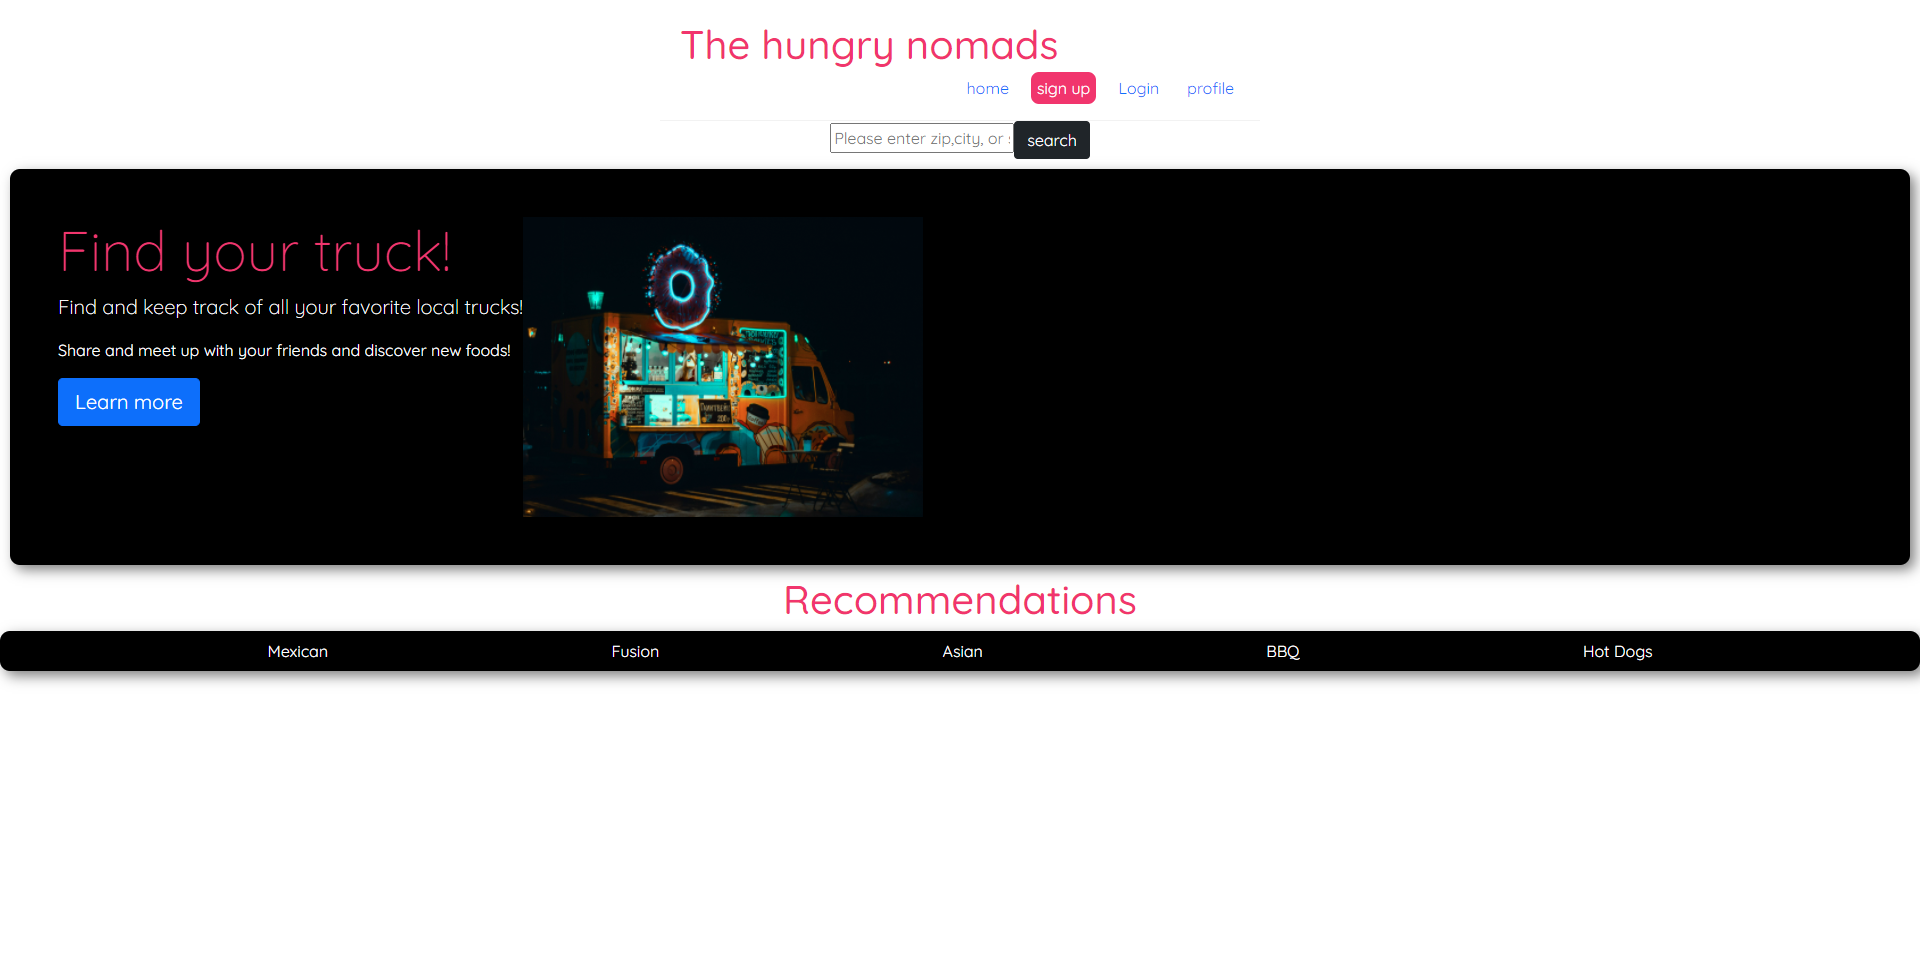 The hungry nomads
home sign up Login profile
Please enter zip,city, or search
Find your truck!
Find and keep track of all your favorite local trucks!
Share and meet up with your friends and discover new foods!
Learn more
Recommendations
Mexican Fusion Asian BBQ Hot Dogs